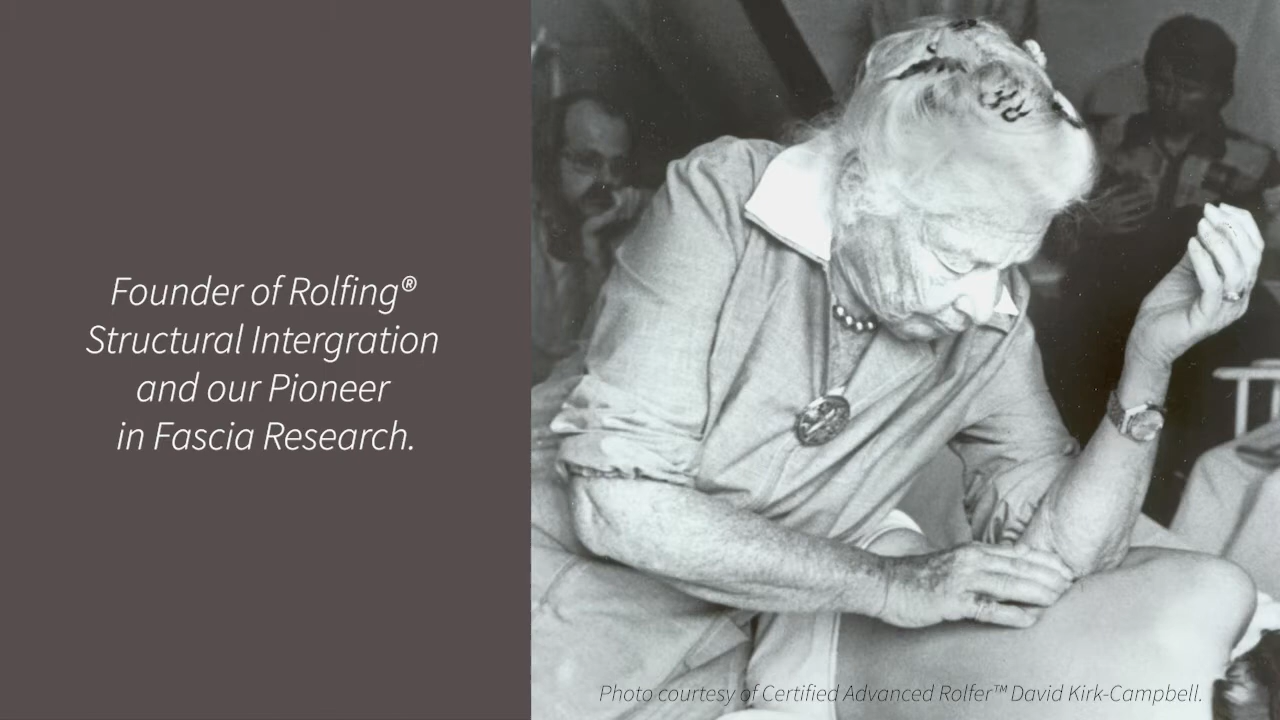 Founder of Rolfing®
Structural Intergration
and our Pioneer
in Fascia Research.
Photo courtesy of Certified Advanced Rolfer™ David Kirk-Campbell.